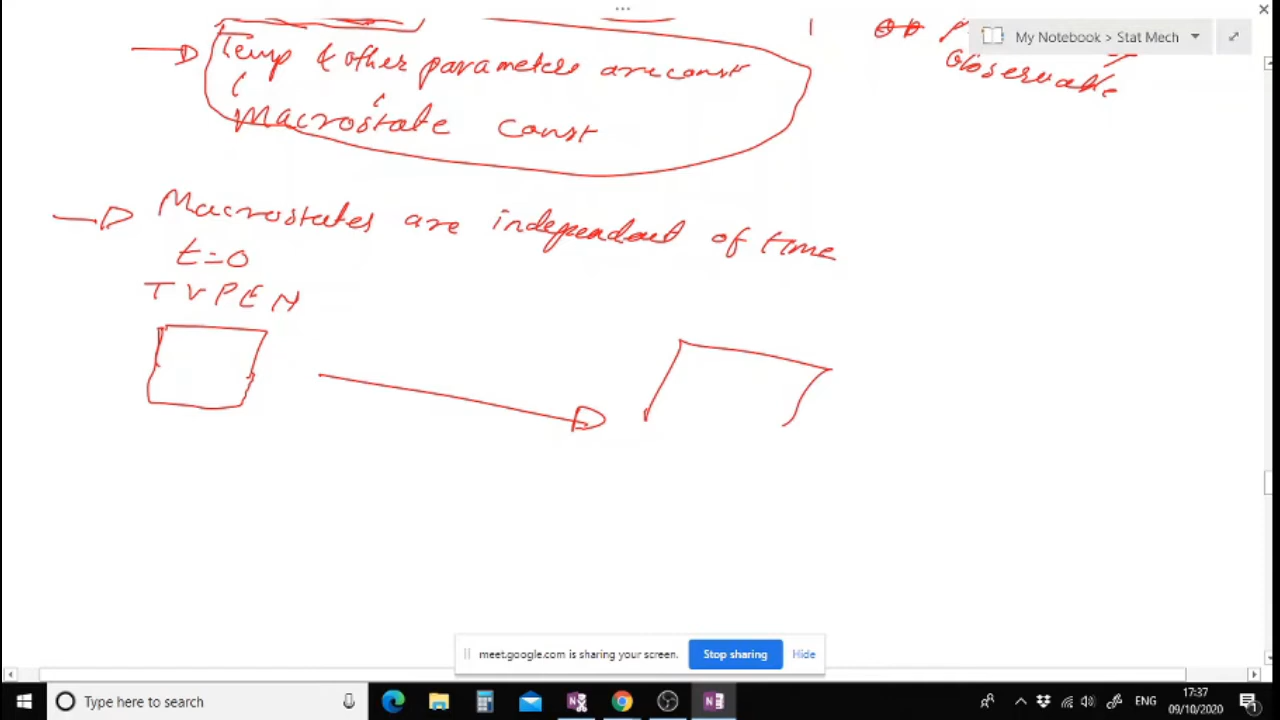 My Notebook > Stat Mech
observable
Temp & other parameters are const
Macrostate const
Macrostates are independent of time
t=0
T V P E N
meet.google.com is sharing your screen.
Stop sharing
Hide
Type here to search
ENG
17:37
09/10/2020
1